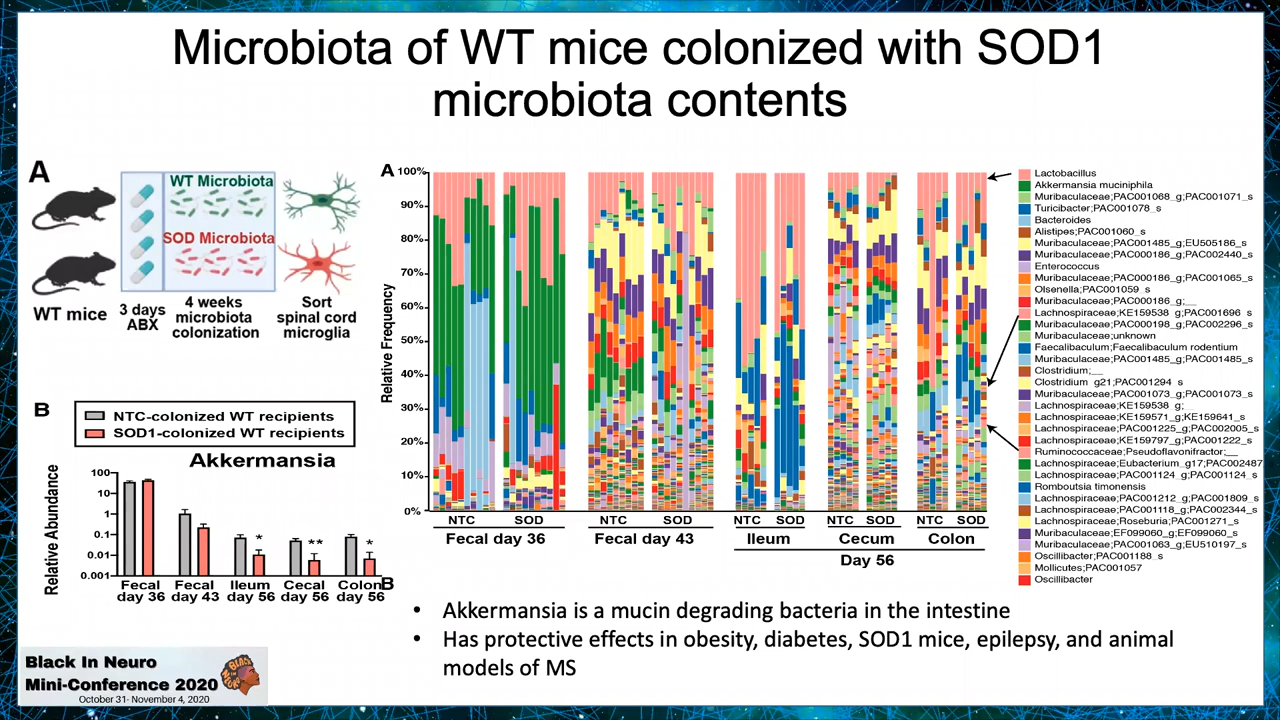 Microbiota of WT mice colonized with SOD1
microbiota contents
A
WT Microbiota
SOD Microbiota
WT mice
3 days
ABX
4 weeks
microbiota
colonization
Sort
spinal cord
microglia
B
NTC-colonized WT recipients
SOD1-colonized WT recipients
Akkermansia
Relative Abundance
100
10
1
0.1
0.01
0.001
*
**
*
Fecal
day 36
Fecal
day 43
Ileum
day 56
Cecal
day 56
Colon
day 56
A
Relative Frequency
100%
90%
80%
70%
60%
50%
40%
30%
20%
10%
0%
NTC SOD
Fecal day 36
NTC SOD
Fecal day 43
NTC SOD
Ileum
NTC SOD
Cecum
NTC SOD
Colon
Day 56
B
Lactobacillus
Akkermansia muciniphila
Muribaculaceae;PAC001068_g;PAC001071_s
Turicibacter;PAC001078_s
Bacteroides
Alistipes;PAC001060_s
Muribaculaceae;PAC001485_g;EU505186_s
Muribaculaceae;PAC000186_g;PAC002440_s
Enterococcus
Muribaculaceae;PAC000186_g;PAC001065_s
Olsenella;PAC001059_s
Muribaculaceae;PAC000186_g;__
Lachnospiraceae;KE159538_g;PAC001696_s
Muribaculaceae;PAC000198_g;PAC002296_s
Muribaculaceae;unknown
Faecalibaculum;Faecalibaculum rodentium
Muribaculaceae;PAC001485_g;PAC001485_s
Clostridium;__
Clostridium_g21;PAC001294_s
Muribaculaceae;PAC001073_g;PAC001073_s
Lachnospiraceae;KE159538_g;
Lachnospiraceae;KE159571_g;KE159641_s
Lachnospiraceae;PAC001225_g;PAC002005_s
Lachnospiraceae;KE159797_g;PAC001222_s
Ruminococcaceae;Pseudoflavonifractor;__
Lachnospiraceae;Eubacterium_g17;PAC002487
Lachnospiraceae;PAC001124_g;PAC001124_s
Romboutsia timonensis
Lachnospiraceae;PAC001212_g;PAC001809_s
Lachnospiraceae;PAC001118_g;PAC002344_s
Lachnospiraceae;Roseburia;PAC001271_s
Muribaculaceae;EF099060_g;EF099060_s
Muribaculaceae;PAC001063_g;EU510197_s
Oscillibacter;PAC001188_s
Mollicutes;PAC001057
Oscillibacter
• Akkermansia is a mucin degrading bacteria in the intestine
• Has protective effects in obesity, diabetes, SOD1 mice, epilepsy, and animal
models of MS
Black In Neuro
Mini-Conference 2020
October 31- November 4, 2020